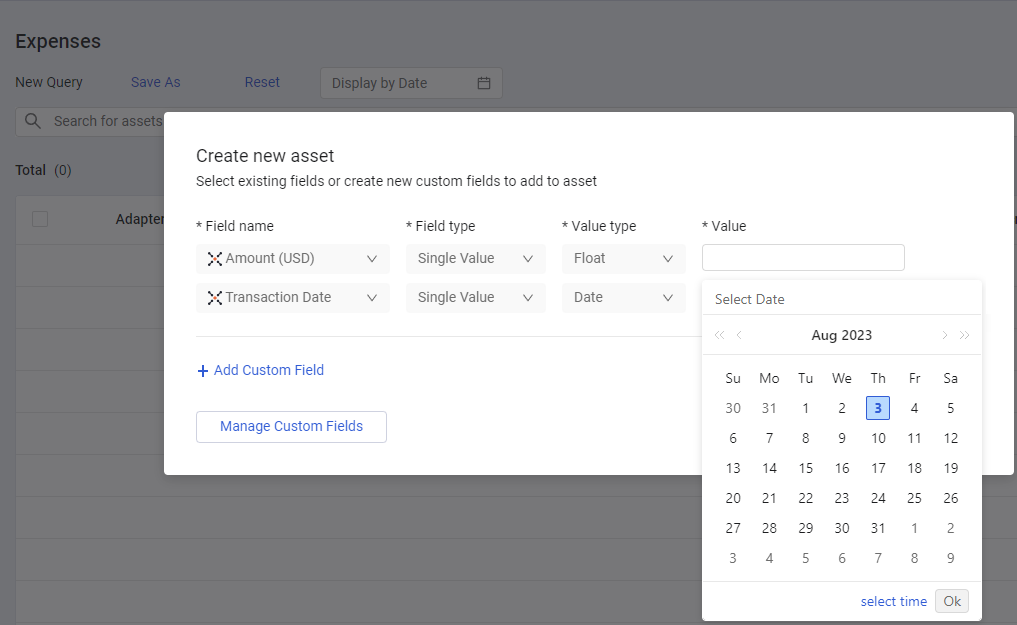 Expenses
New Query Save As Reset Display by Date
Search for assets
Total (0)
Adapter
Create new asset
Select existing fields or create new custom fields to add to asset
* Field name * Field type * Value type * Value
Amount (USD) Single Value Float
Transaction Date Single Value Date
Select Date
Aug 2023
Su Mo Tu We Th Fr Sa
30 31 1 2 3 4 5
6 7 8 9 10 11 12
13 14 15 16 17 18 19
20 21 22 23 24 25 26
27 28 29 30 31 1 2
3 4 5 6 7 8 9
+ Add Custom Field
Manage Custom Fields
select time Ok